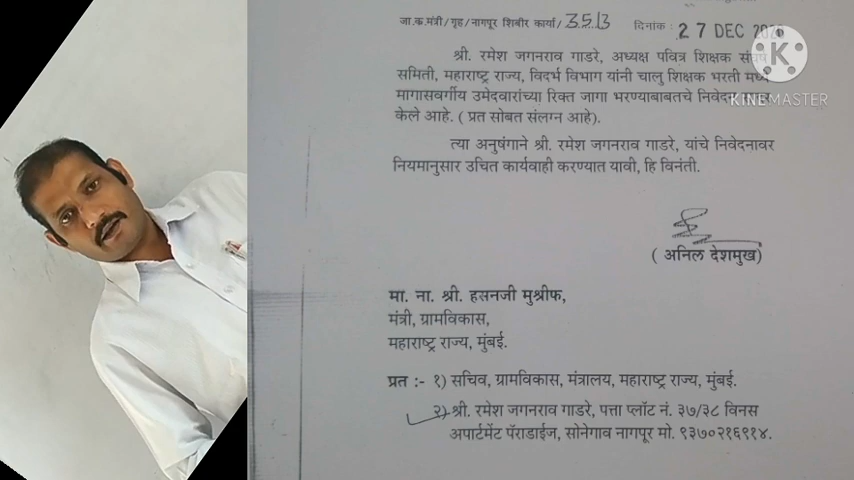 जा.क.मंत्री/गृह/नागपूर शिबीर कार्या/ 3513 दिनांक : 27 DEC 2020
श्री. रमेश जगनराव गाडरे, अध्यक्ष पवित्र शिक्षक संघर्ष
समिती, महाराष्ट्र राज्य, विदर्भ विभाग यांनी चालु शिक्षक भरती मध्ये
मागासवर्गीय उमेदवारांच्या रिक्त जागा भरण्याबाबतचे निवेदन
केले आहे. ( प्रत सोबत संलग्न आहे).
त्या अनुषंगाने श्री. रमेश जगनराव गाडरे, यांचे निवेदनावर
नियमानुसार उचित कार्यवाही करण्यात यावी, हि विनंती.
( अनिल देशमुख)
मा. ना. श्री. हसनजी मुश्रीफ,
मंत्री, ग्रामविकास,
महाराष्ट्र राज्य, मुंबई.
प्रत :- १) सचिव, ग्रामविकास, मंत्रालय, महाराष्ट्र राज्य, मुंबई.
२) श्री. रमेश जगनराव गाडरे, पत्ता प्लॉट नं. ३७/३८ विनस
अपार्टमेंट पॅराडाईज, सोनेगाव नागपूर मो. ९३७०२१६९१४.
K
KINEMASTER